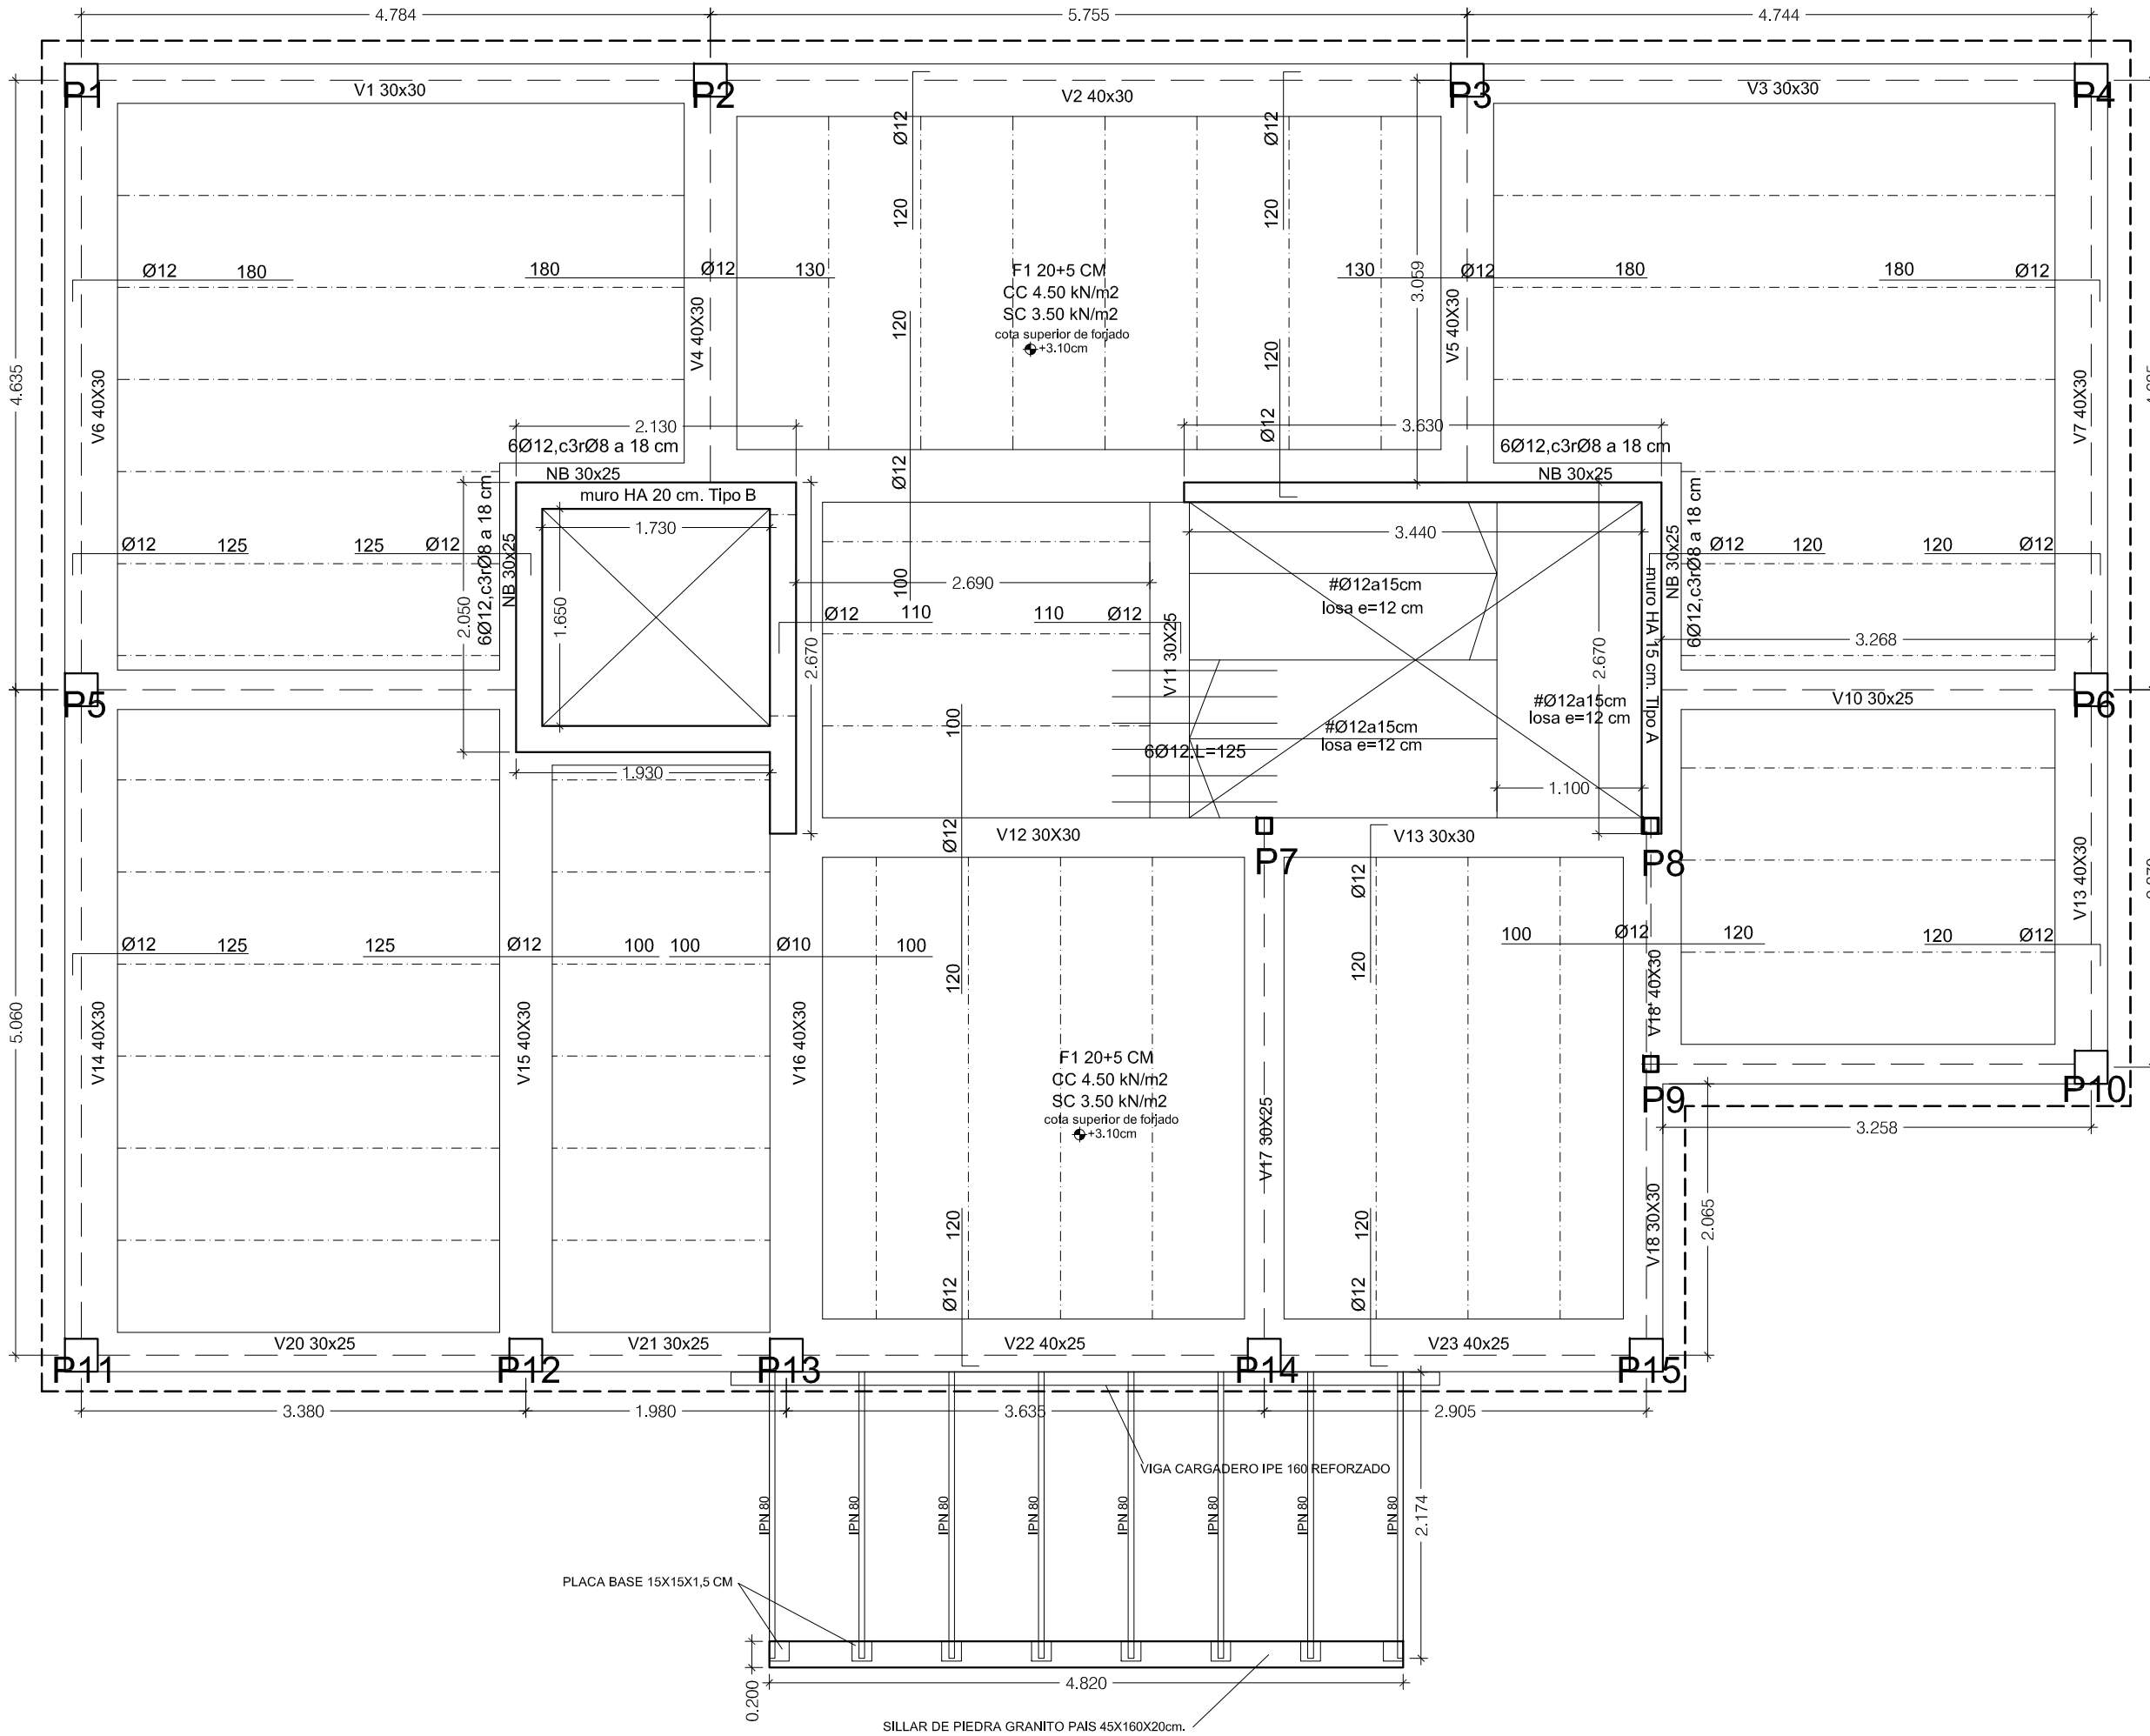 4.784
5.755
4.744
P1
V1 30x30
P2
V2 40x30
P3
V3 30x30
P4
Ø12
Ø12
120
120
Ø12
180
180
Ø12
130
F1 20+5 CM
CC 4.50 kN/m2
SC 3.50 kN/m2
cota superior de forjado
+3.10cm
130
Ø12
180
180
Ø12
3.059
4.635
V6 40X30
V4 40X30
120
120
V5 40X30
V7 40X30
2.130
6Ø12,c3rØ8 a 18 cm
NB 30x25
muro HA 20 cm. Tipo B
Ø12
Ø12
3.630
6Ø12,c3rØ8 a 18 cm
NB 30x25
1.730
3.440
Ø12
125
125
Ø12
6Ø12,c3rØ8 a 18 cm
NB 30x25
2.050
1.650
100
2.690
#Ø12a15cm
losa e=12 cm
Ø12
120
120
Ø12
NB 30x25
6Ø12,c3rØ8 a 18 cm
muro HA 15 cm. Tipo A
Ø12
110
110
Ø12
2.670
V11 30X25
2.670
3.268
P5
V10 30x25
P6
#Ø12a15cm
losa e=12 cm
#Ø12a15cm
losa e=12 cm
100
6Ø12.L=125
1.930
1.100
V12 30X30
Ø12
P7
V13 30x30
P8
Ø12
V13 40X30
Ø12
125
125
Ø12
100
100
Ø10
100
120
120
100
Ø12
120
120
Ø12
5.060
V14 40X30
V15 40X30
V16 40X30
F1 20+5 CM
CC 4.50 kN/m2
SC 3.50 kN/m2
cota superior de forjado
+3.10cm
V17 30X25
V18' 40X30
P9
P10
3.258
2.065
120
Ø12
120
Ø12
V18 30X30
P11
V20 30x25
P12
V21 30x25
P13
V22 40x25
P14
V23 40x25
P15
3.380
1.980
3.635
2.905
VIGA CARGADERO IPE 160 REFORZADO
IPN 80
IPN 80
IPN 80
IPN 80
IPN 80
IPN 80
IPN 80
IPN 80
2.174
PLACA BASE 15X15X1,5 CM
0.200
4.820
SILLAR DE PIEDRA GRANITO PAIS 45X160X20cm.